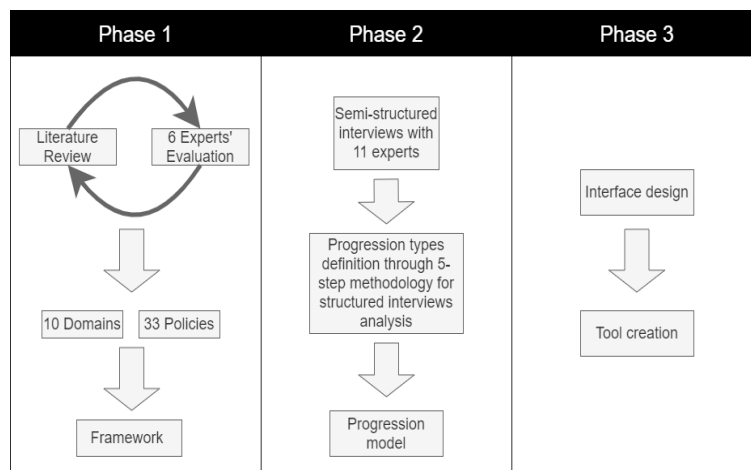 Phase 1
Phase 2
Phase 3
Literature
Review
6 Experts'
Evaluation
10 Domains
33 Policies
Framework
Semi-structured
interviews with
11 experts
Progression types
definition through 5-
step methodology for
structured interviews
analysis
Progression
model
Interface design
Tool creation